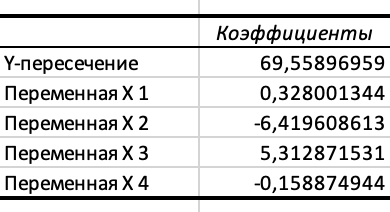 Коэффициенты
Y-пересечение 69,55896959
Переменная X 1 0,328001344
Переменная X 2 -6,419608613
Переменная X 3 5,312871531
Переменная X 4 -0,158874944